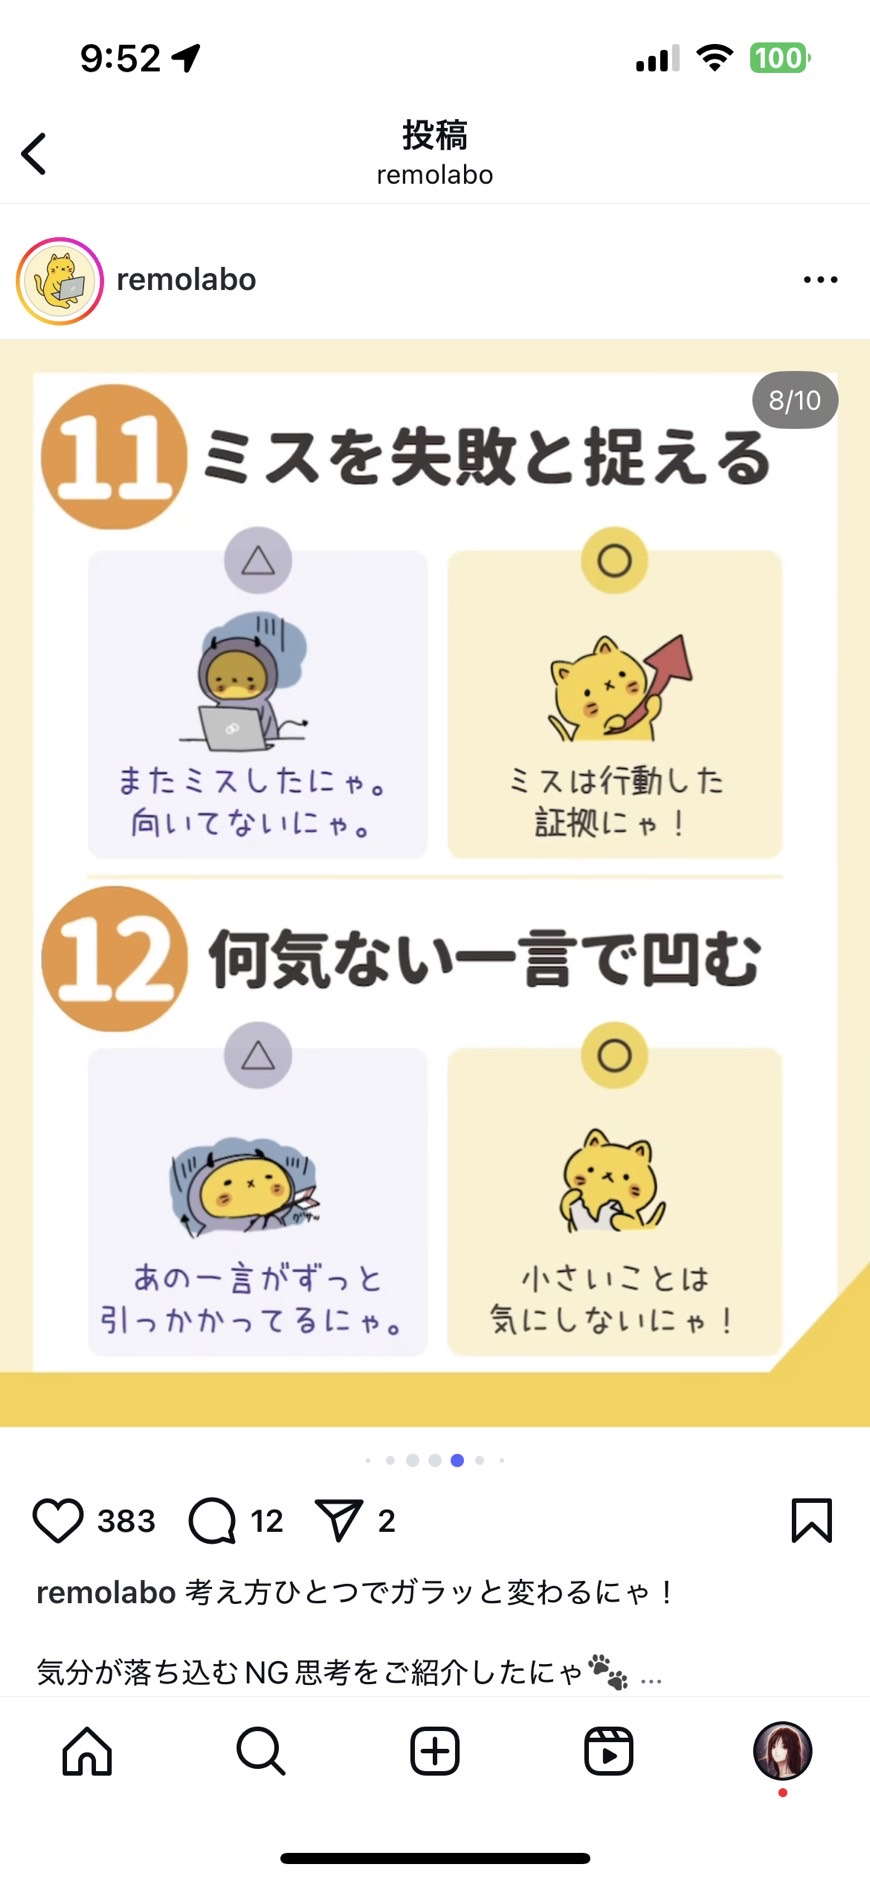 9:52
100
投稿
remolabo
remolabo
8/10
11 ミスを失敗と捉える
△
またミスしたにゃ。
向いてないにゃ。
○
ミスは行動した
証拠にゃ！
12 何気ない一言で凹む
△
グサッ
あの一言がずっと
引っかかってるにゃ。
○
小さいことは
気にしないにゃ！
383 12 2
remolabo 考え方ひとつでガラッと変わるにゃ！
気分が落ち込むNG思考をご紹介したにゃ🐾 ...